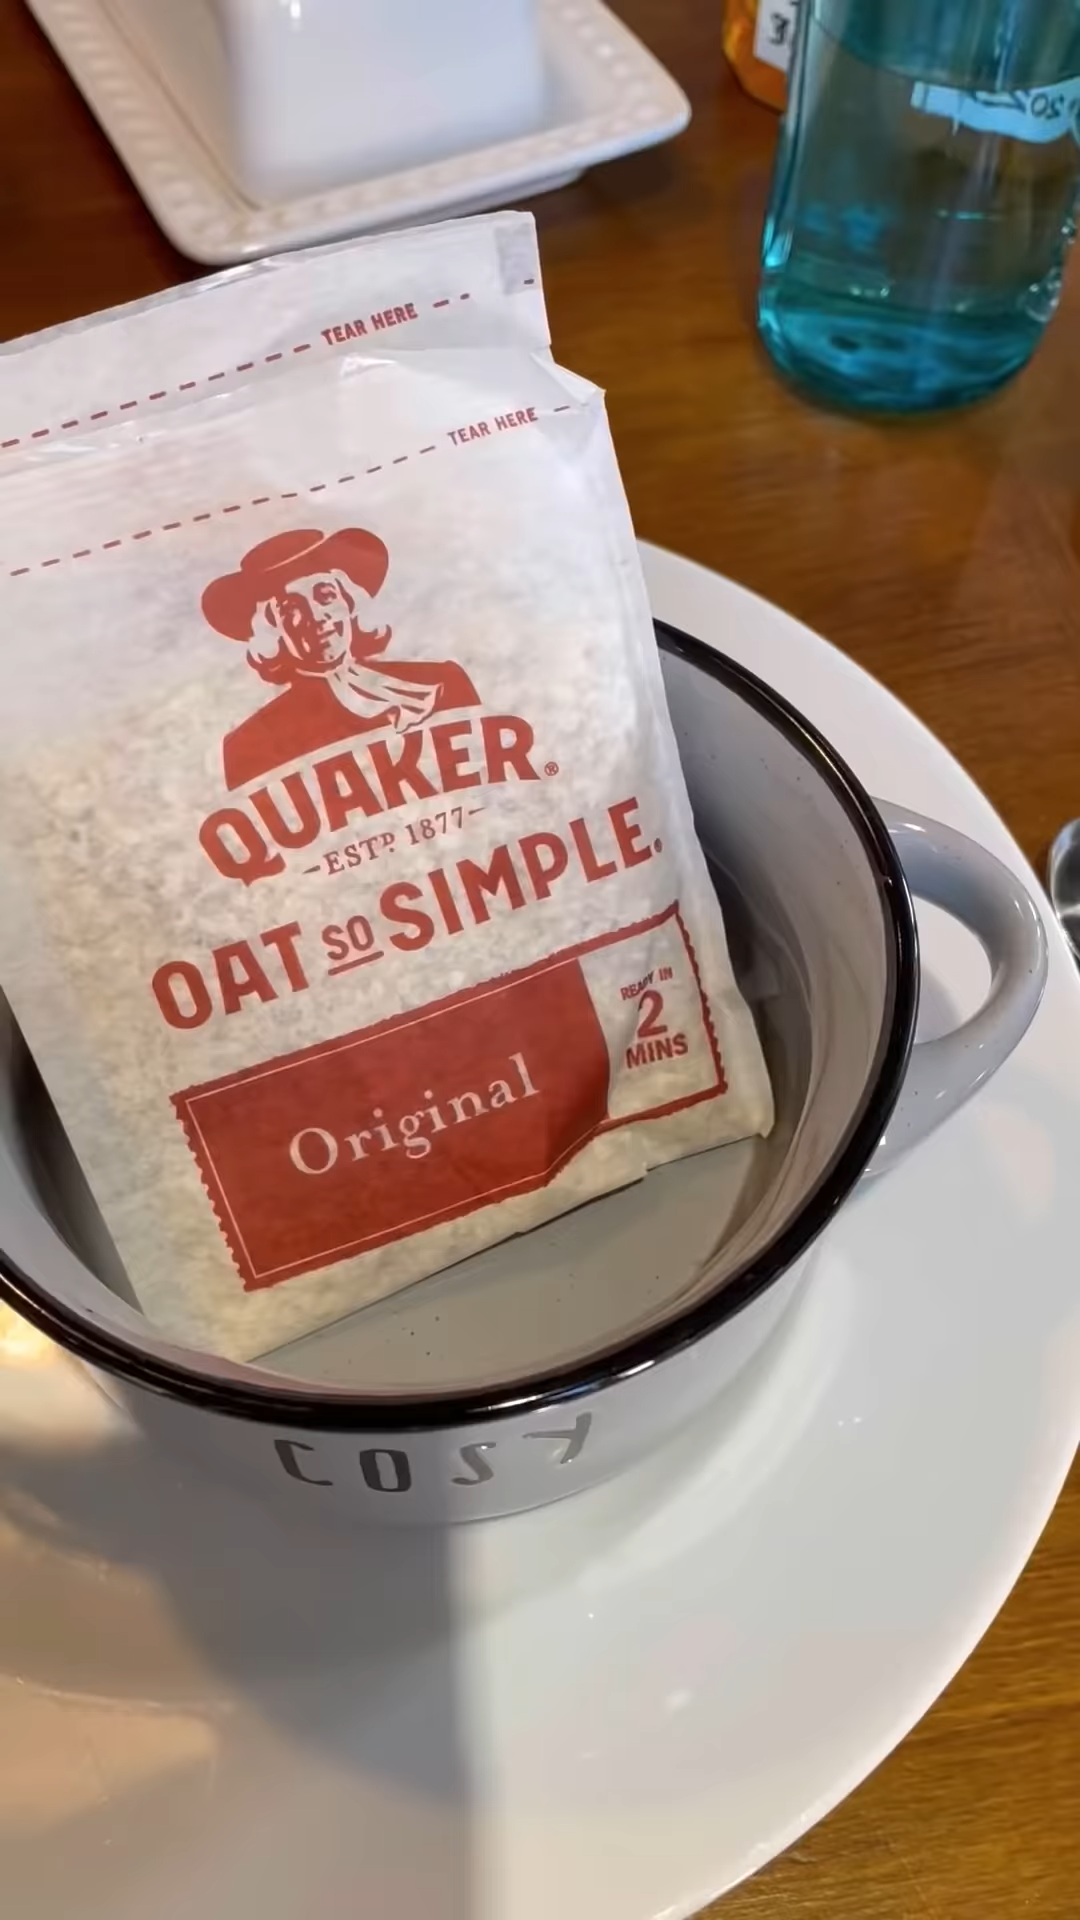 TEAR HERE
TEAR HERE
QUAKER®
ESTD 1877
OAT SO SIMPLE.
Original
READY IN
2
MINS
COSY